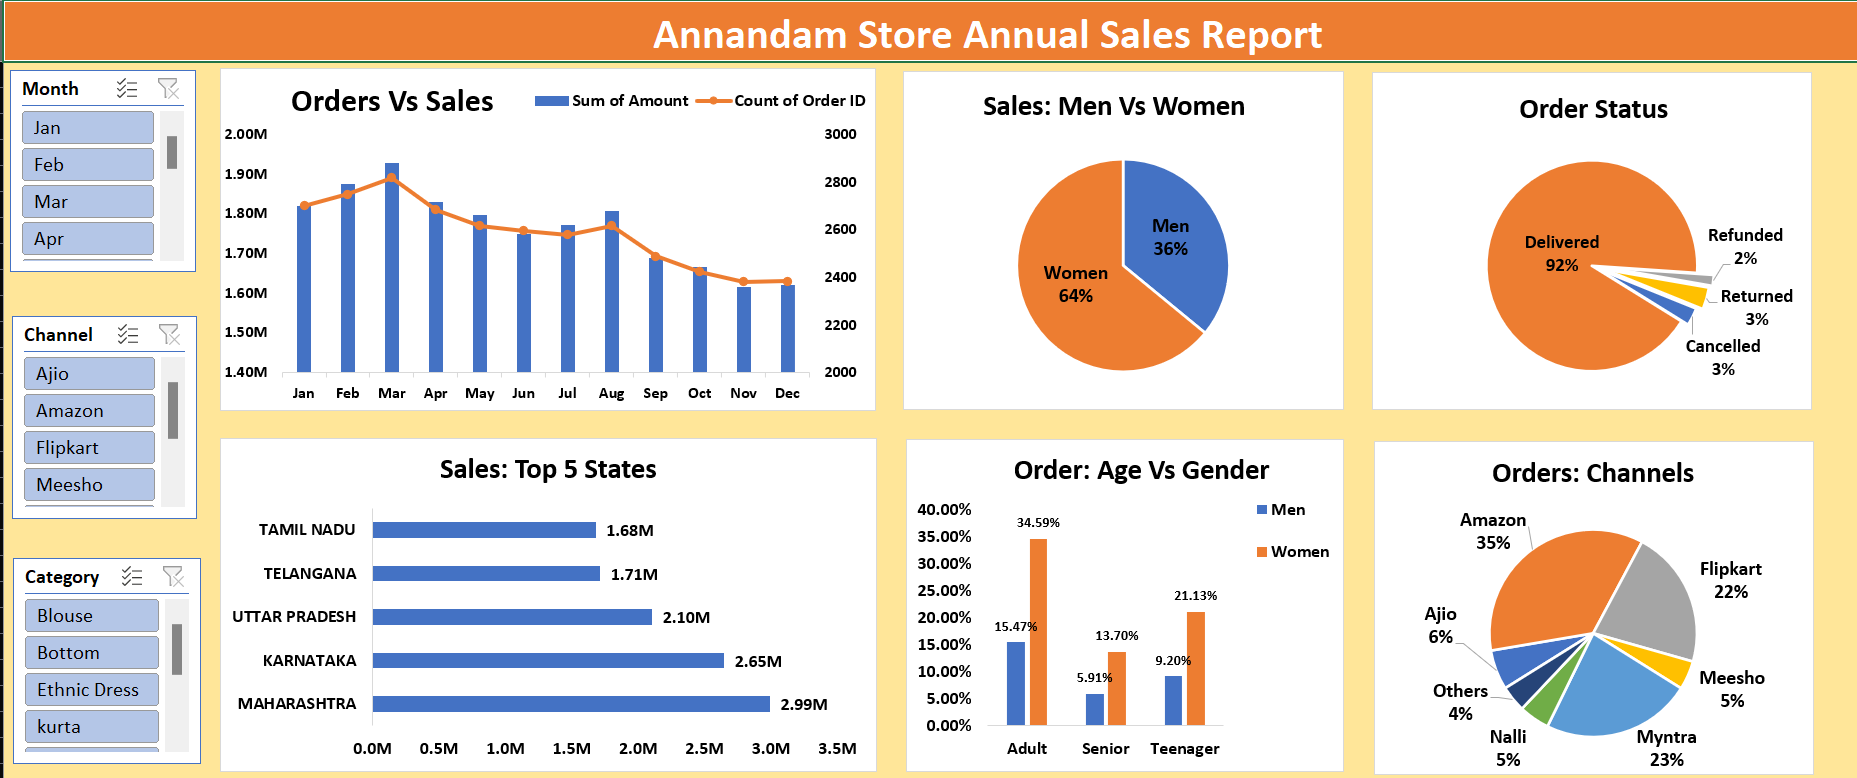 Annandam Store Annual Sales Report
Month
Jan
Feb
Mar
Apr
Channel
Ajio
Amazon
Flipkart
Meesho
Category
Blouse
Bottom
Ethnic Dress
kurta
Orders Vs Sales
Sum of Amount
Count of Order ID
2.00M
1.90M
1.80M
1.70M
1.60M
1.50M
1.40M
3000
2800
2600
2400
2200
2000
Jan Feb Mar Apr May Jun Jul Aug Sep Oct Nov Dec
Sales: Men Vs Women
Men
36%
Women
64%
Order Status
Delivered
92%
Refunded
2%
Returned
3%
Cancelled
3%
Sales: Top 5 States
TAMIL NADU 1.68M
TELANGANA 1.71M
UTTAR PRADESH 2.10M
KARNATAKA 2.65M
MAHARASHTRA 2.99M
0.0M 0.5M 1.0M 1.5M 2.0M 2.5M 3.0M 3.5M
Order: Age Vs Gender
Men
Women
40.00%
35.00%
30.00%
25.00%
20.00%
15.00%
10.00%
5.00%
0.00%
15.47%
34.59%
5.91%
13.70%
9.20%
21.13%
Adult Senior Teenager
Orders: Channels
Amazon
35%
Flipkart
22%
Meesho
5%
Myntra
23%
Nalli
5%
Others
4%
Ajio
6%